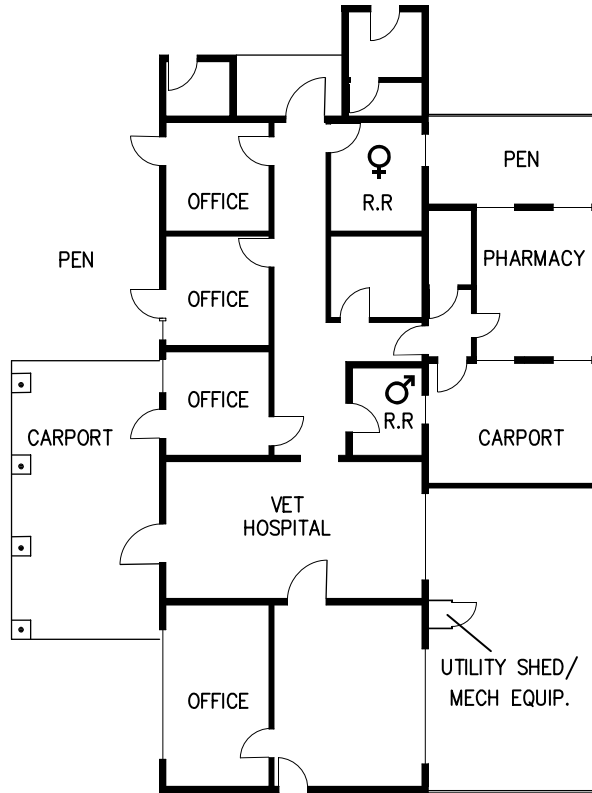 PEN
OFFICE
R.R
PEN
PHARMACY
OFFICE
OFFICE
R.R
CARPORT
CARPORT
VET
HOSPITAL
UTILITY SHED/
MECH EQUIP.
OFFICE